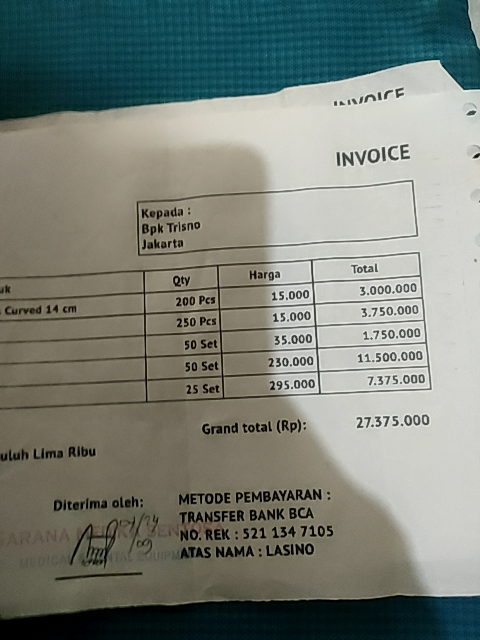 INVOICE
INVOICE
Kepada :
Bpk Trisno
Jakarta
uk Qty Harga Total
Curved 14 cm 200 Pcs 15.000 3.000.000
250 Pcs 15.000 3.750.000
50 Set 35.000 1.750.000
50 Set 230.000 11.500.000
25 Set 295.000 7.375.000
Grand total (Rp): 27.375.000
uluh Lima Ribu
Diterima oleh:
METODE PEMBAYARAN :
TRANSFER BANK BCA
NO. REK : 521 134 7105
ATAS NAMA : LASINO
SARANA
MEDICAL